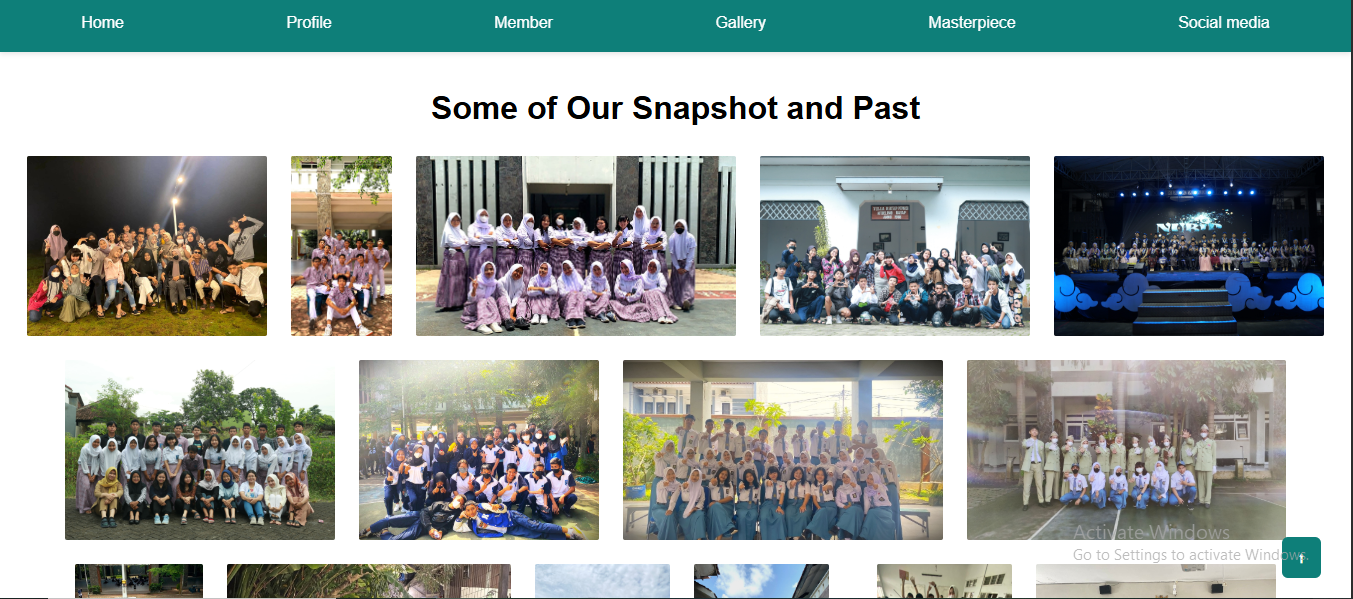 Home Profile Member Gallery Masterpiece Social media
Some of Our Snapshot and Past
Activate Windows
Go to Settings to activate Windows.
↑